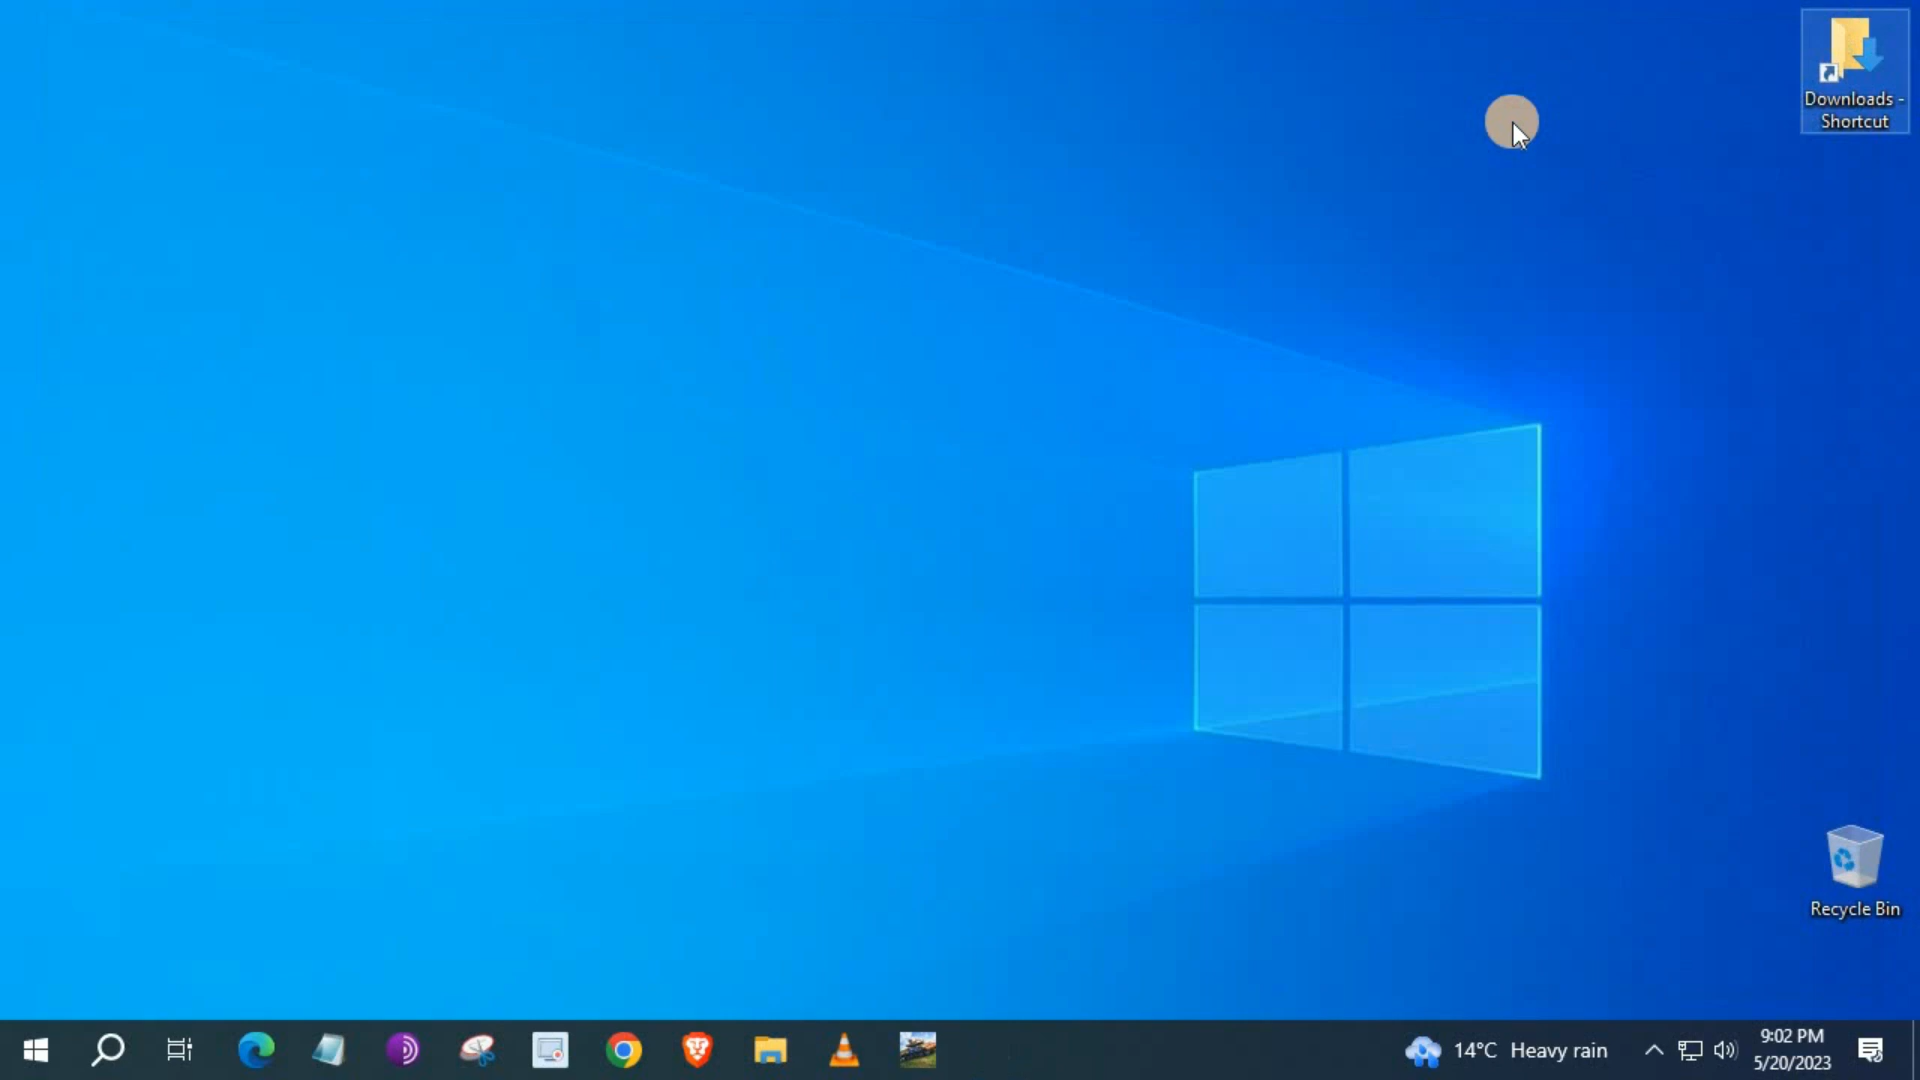 Downloads -
Shortcut
Recycle Bin
14°C Heavy rain
9:02 PM
5/20/2023